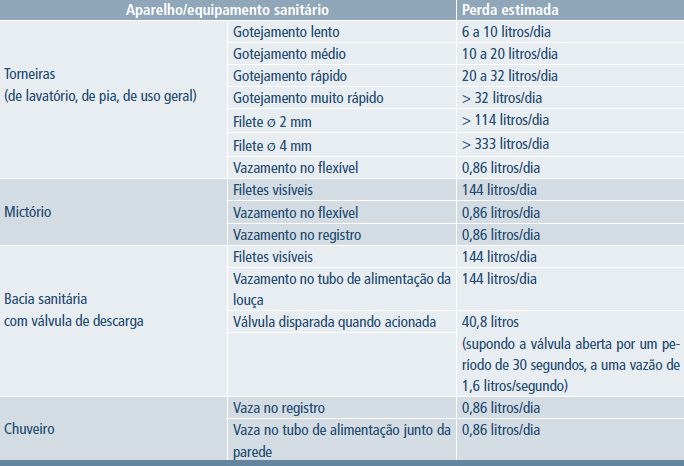 Aparelho/equipamento sanitário Perda estimada
Torneiras
(de lavatório, de pia, de uso geral)
Gotejamento lento 6 a 10 litros/dia
Gotejamento médio 10 a 20 litros/dia
Gotejamento rápido 20 a 32 litros/dia
Gotejamento muito rápido > 32 litros/dia
Filete ø 2 mm > 114 litros/dia
Filete ø 4 mm > 333 litros/dia
Vazamento no flexível 0,86 litros/dia
Mictório
Filetes visíveis 144 litros/dia
Vazamento no flexível 0,86 litros/dia
Vazamento no registro 0,86 litros/dia
Bacia sanitária
com válvula de descarga
Filetes visíveis 144 litros/dia
Vazamento no tubo de alimentação da 144 litros/dia
louça
Válvula disparada quando acionada 40,8 litros
(supondo a válvula aberta por um pe-
ríodo de 30 segundos, a uma vazão de
1,6 litros/segundo)
Chuveiro
Vaza no registro 0,86 litros/dia
Vaza no tubo de alimentação junto da 0,86 litros/dia
parede